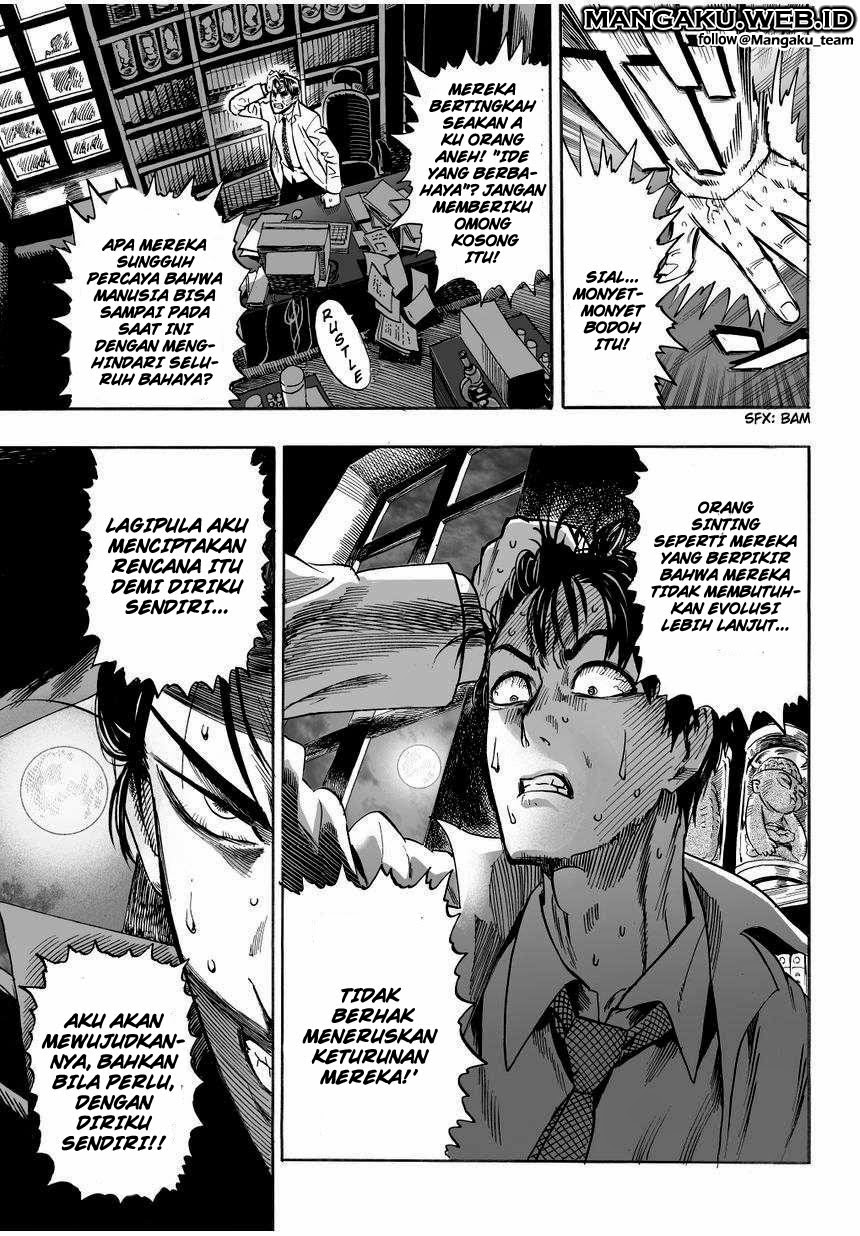 MANGAKU.WEB.ID
follow @Mangaku_team
SIAL...
MONYET-
MONYET
BODOH
ITU!
SFX: BAM
MEREKA
BERTINGKAH
SEAKAN A
KU ORANG
ANEH! "IDE
YANG BERBA-
HAYA"? JANGAN
MEMBERIKU
OMONG
KOSONG
ITU!
APA MEREKA
SUNGGUH
PERCAYA BAHWA
MANUSIA BISA
SAMPAI PADA
SAAT INI
DENGAN MENG-
HINDARI SELU-
RUH BAHAYA?
RUSTLE
ORANG
SINTING
SEPERTI MEREKA
YANG BERPIKIR
BAHWA MEREKA
TIDAK MEMBUTUH-
KAN EVOLUSI
LEBIH LANJUT...
TIDAK
BERHAK
MENERUSKAN
KETURUNAN
MEREKA!'
LAGIPULA AKU
MENCIPTAKAN
RENCANA ITU
DEMI DIRIKU
SENDIRI...
AKU AKAN
MEWUJUDKAN-
NYA, BAHKAN
BILA PERLU,
DENGAN
DIRIKU
SENDIRI!!